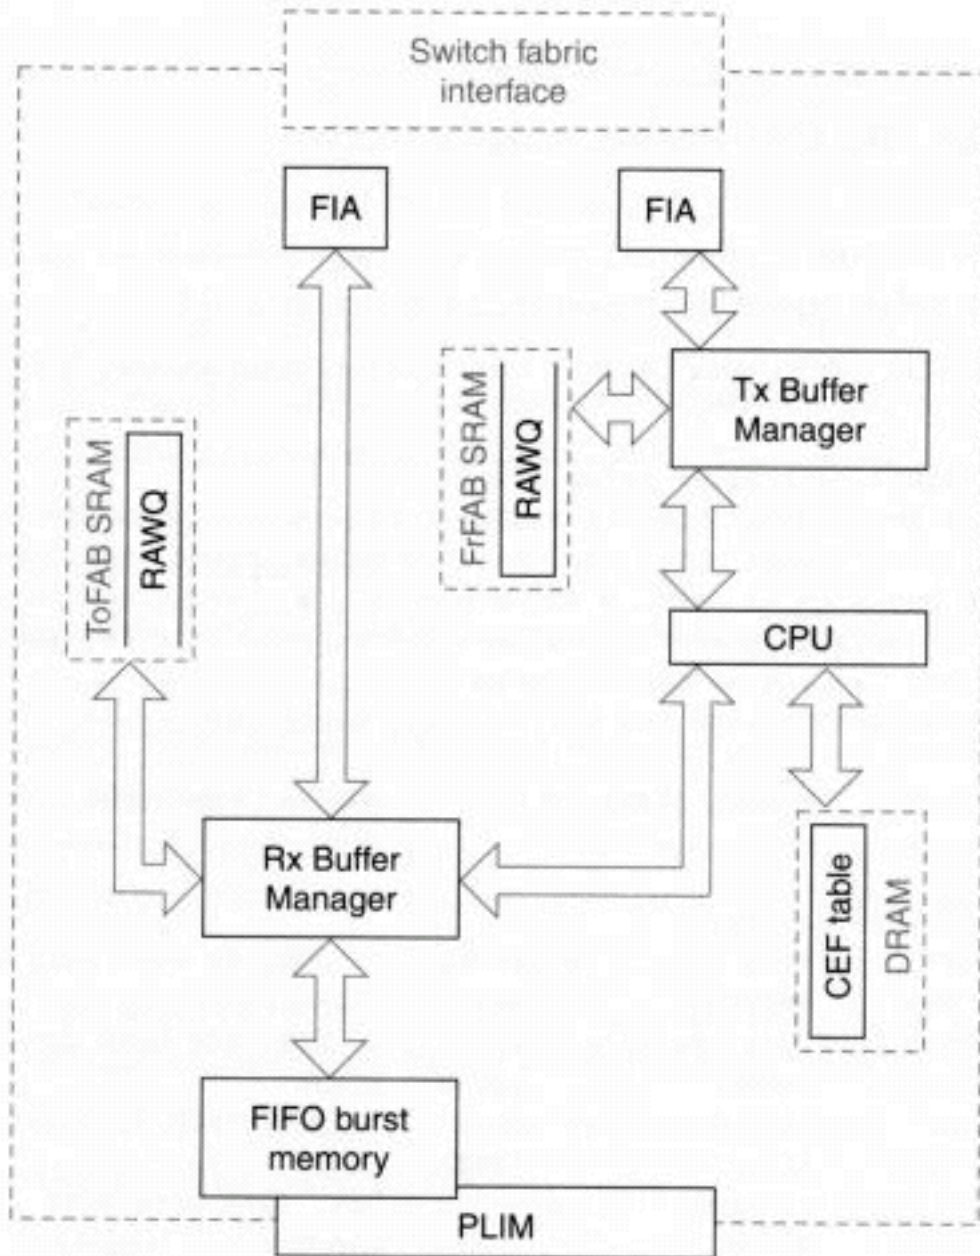 Switch fabric
interface
FIA
FIA
Tx Buffer
Manager
FrFAB SRAM
RAWQ
ToFAB SRAM
RAWQ
CPU
Rx Buffer
Manager
CEF table
DRAM
FIFO burst
memory
PLIM